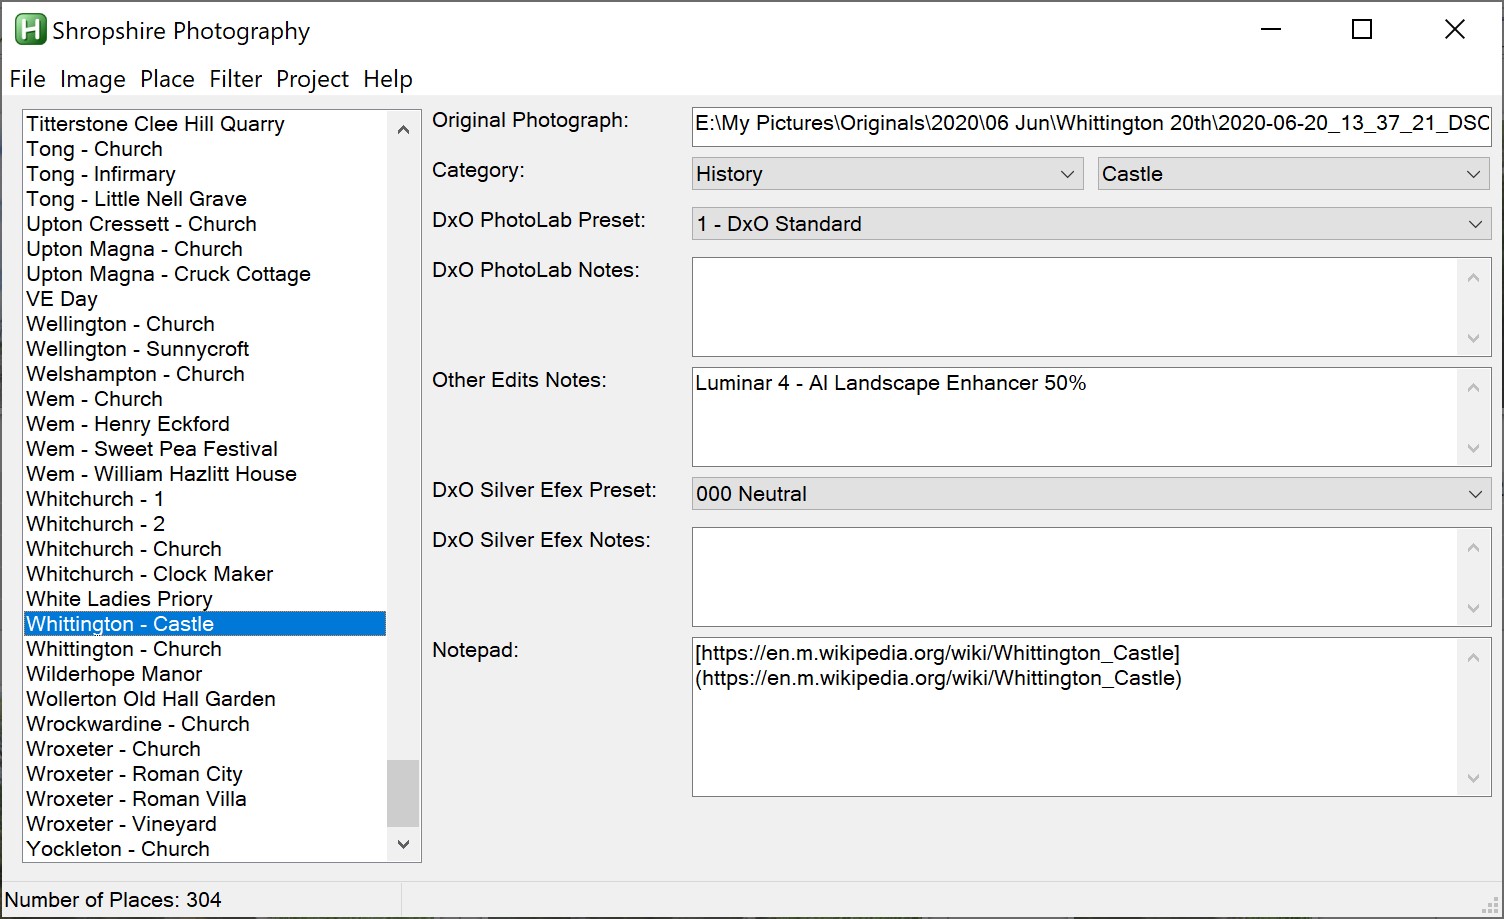 Shropshire Photography
File Image Place Filter Project Help
Titterstone Clee Hill Quarry
Tong - Church
Tong - Infirmary
Tong - Little Nell Grave
Upton Cressett - Church
Upton Magna - Church
Upton Magna - Cruck Cottage
VE Day
Wellington - Church
Wellington - Sunnycroft
Welshampton - Church
Wem - Church
Wem - Henry Eckford
Wem - Sweet Pea Festival
Wem - William Hazlitt House
Whitchurch - 1
Whitchurch - 2
Whitchurch - Church
Whitchurch - Clock Maker
White Ladies Priory
Whittington - Castle
Whittington - Church
Wilderhope Manor
Wollerton Old Hall Garden
Wrockwardine - Church
Wroxeter - Church
Wroxeter - Roman City
Wroxeter - Roman Villa
Wroxeter - Vineyard
Yockleton - Church
Original Photograph:
E:\My Pictures\Originals\2020\06 Jun\Whittington 20th\2020-06-20_13_37_21_DSC
Category:
History
Castle
DxO PhotoLab Preset:
1 - DxO Standard
DxO PhotoLab Notes:
Other Edits Notes:
Luminar 4 - AI Landscape Enhancer 50%
DxO Silver Efex Preset:
000 Neutral
DxO Silver Efex Notes:
Notepad:
[https://en.m.wikipedia.org/wiki/Whittington_Castle]
(https://en.m.wikipedia.org/wiki/Whittington_Castle)
Number of Places: 304